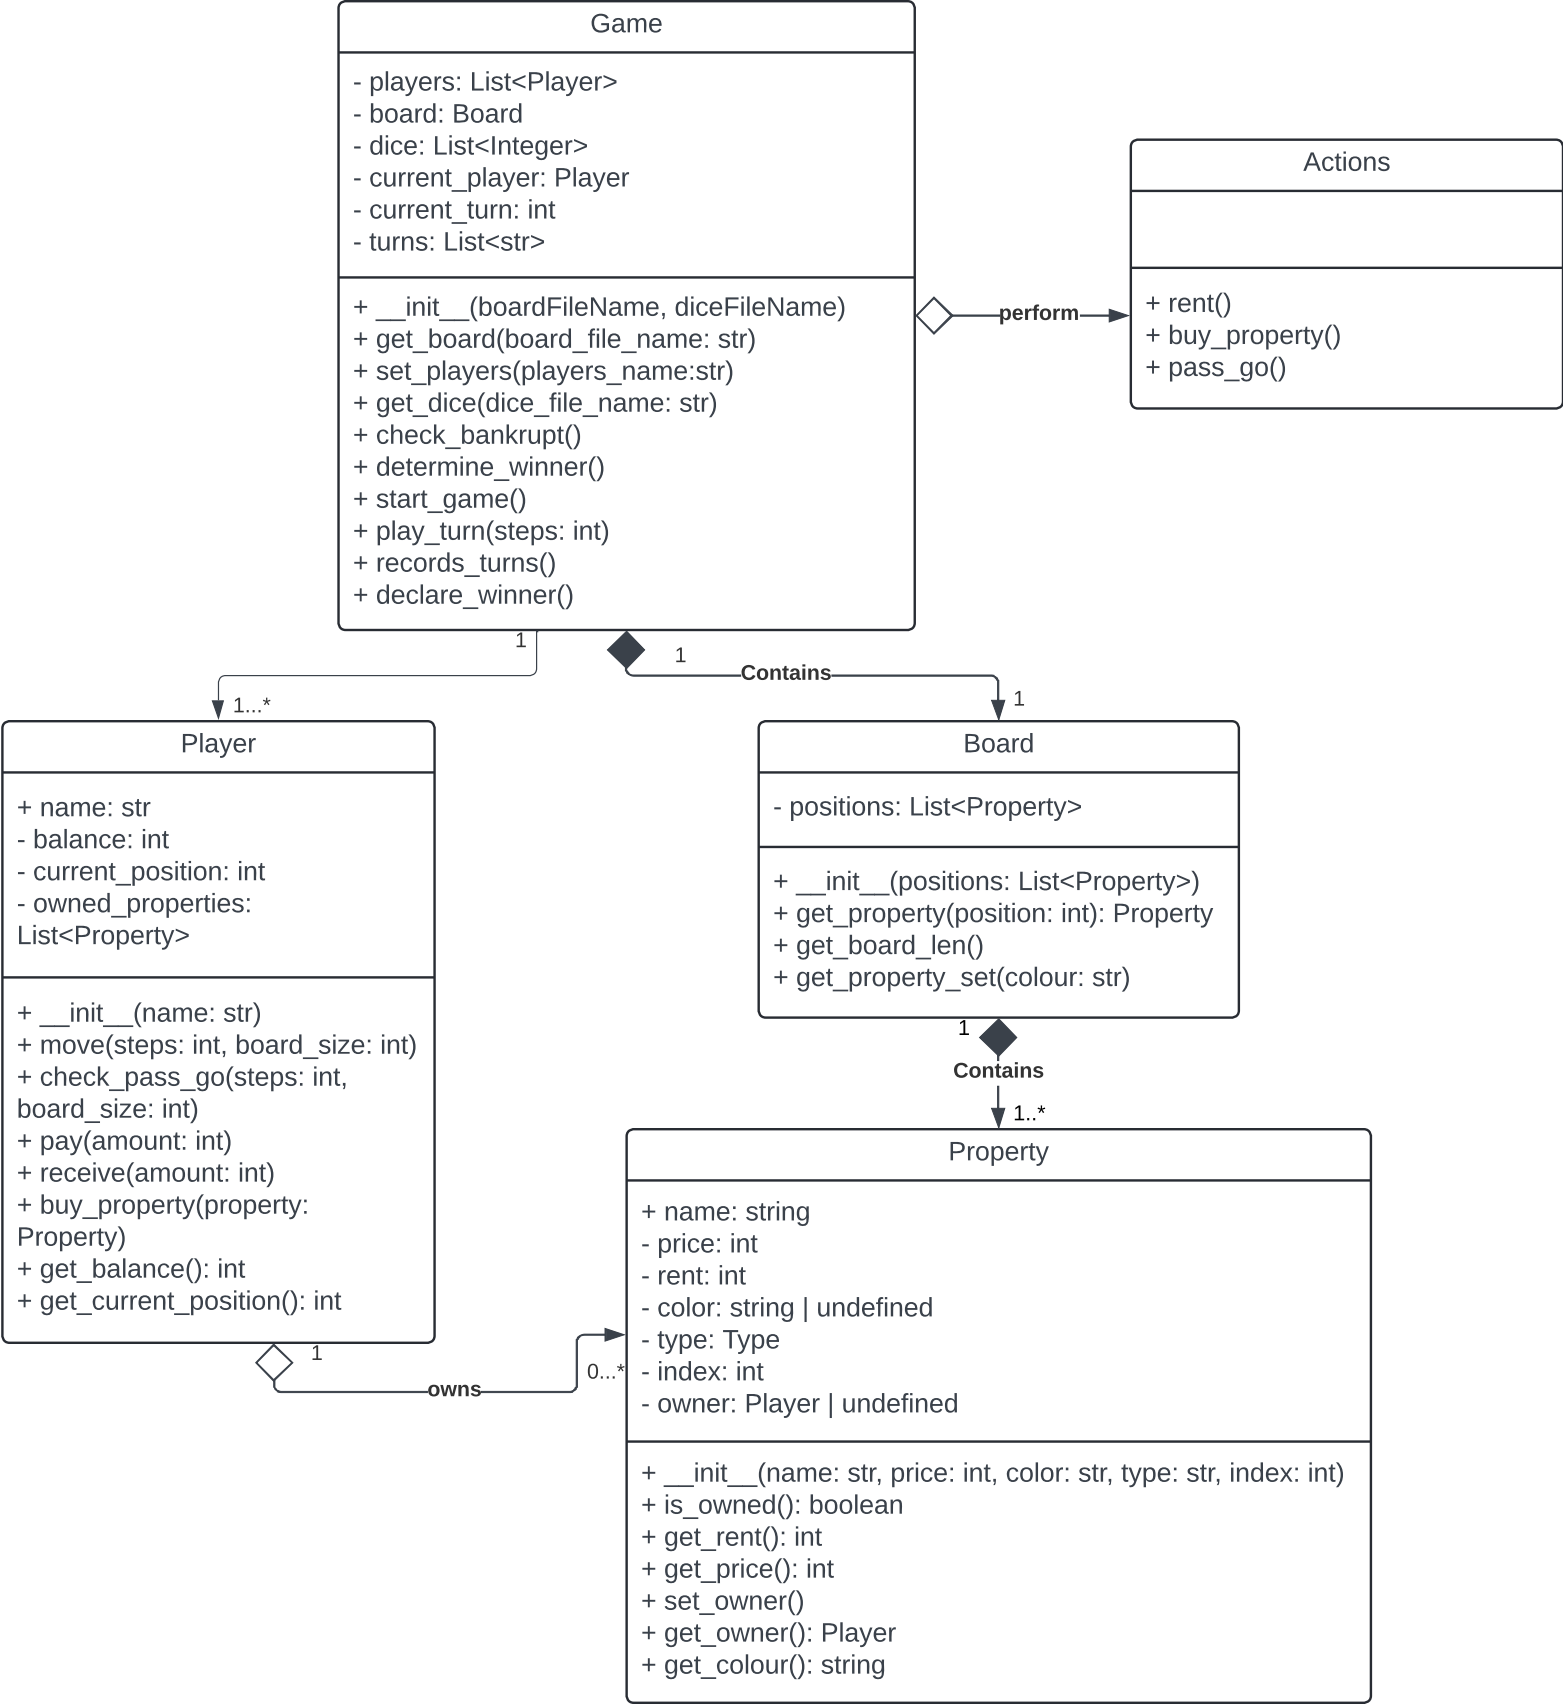 Game
- players: List<Player>
- board: Board
- dice: List<Integer>
- current_player: Player
- current_turn: int
- turns: List<str>
+ __init__(boardFileName, diceFileName)
+ get_board(board_file_name: str)
+ set_players(players_name:str)
+ get_dice(dice_file_name: str)
+ check_bankrupt()
+ determine_winner()
+ start_game()
+ play_turn(steps: int)
+ records_turns()
+ declare_winner()
perform
Actions
+ rent()
+ buy_property()
+ pass_go()
1
1...*
1
Contains
1
Player
+ name: str
- balance: int
- current_position: int
- owned_properties:
List<Property>
+ __init__(name: str)
+ move(steps: int, board_size: int)
+ check_pass_go(steps: int,
board_size: int)
+ pay(amount: int)
+ receive(amount: int)
+ buy_property(property:
Property)
+ get_balance(): int
+ get_current_position(): int
1
owns
0...*
Board
- positions: List<Property>
+ __init__(positions: List<Property>)
+ get_property(position: int): Property
+ get_board_len()
+ get_property_set(colour: str)
1
Contains
1..*
Property
+ name: string
- price: int
- rent: int
- color: string | undefined
- type: Type
- index: int
- owner: Player | undefined
+ __init__(name: str, price: int, color: str, type: str, index: int)
+ is_owned(): boolean
+ get_rent(): int
+ get_price(): int
+ set_owner()
+ get_owner(): Player
+ get_colour(): string